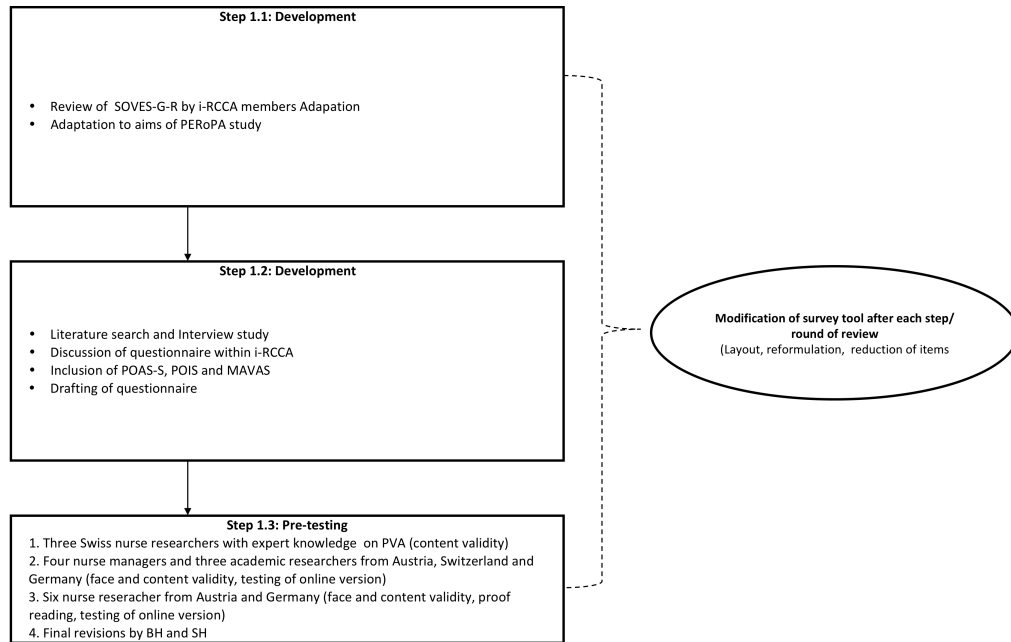 Step 1.1: Development
• Review of SOVES-G-R by i-RCCA members Adapation
• Adaptation to aims of PERoPA study
Step 1.2: Development
• Literature search and Interview study
• Discussion of questionnaire within i-RCCA
• Inclusion of POAS-S, POIS and MAVAS
• Drafting of questionnaire
Step 1.3: Pre-testing
1. Three Swiss nurse researchers with expert knowledge on PVA (content validity)
2. Four nurse managers and three academic researchers from Austria, Switzerland and
Germany (face and content validity, testing of online version)
3. Six nurse reseracher from Austria and Germany (face and content validity, proof
reading, testing of online version)
4. Final revisions by BH and SH
Modification of survey tool after each step/
round of review
(Layout, reformulation, reduction of items